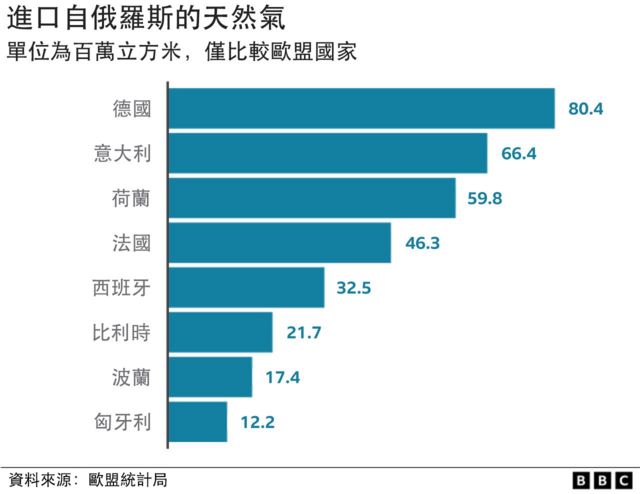 進口自俄羅斯的天然氣
單位為百萬立方米，僅比較歐盟國家
德國 80.4
意大利 66.4
荷蘭 59.8
法國 46.3
西班牙 32.5
比利時 21.7
波蘭 17.4
匈牙利 12.2
資料來源：歐盟統計局 BBC